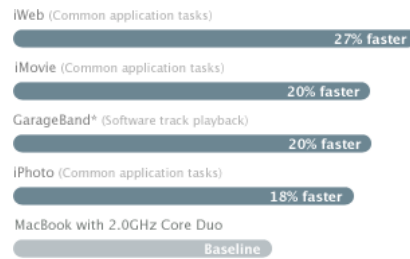 iWeb (Common application tasks)
27% faster
iMovie (Common application tasks)
20% faster
GarageBand* (Software track playback)
20% faster
iPhoto (Common application tasks)
18% faster
MacBook with 2.0GHz Core Duo
Baseline